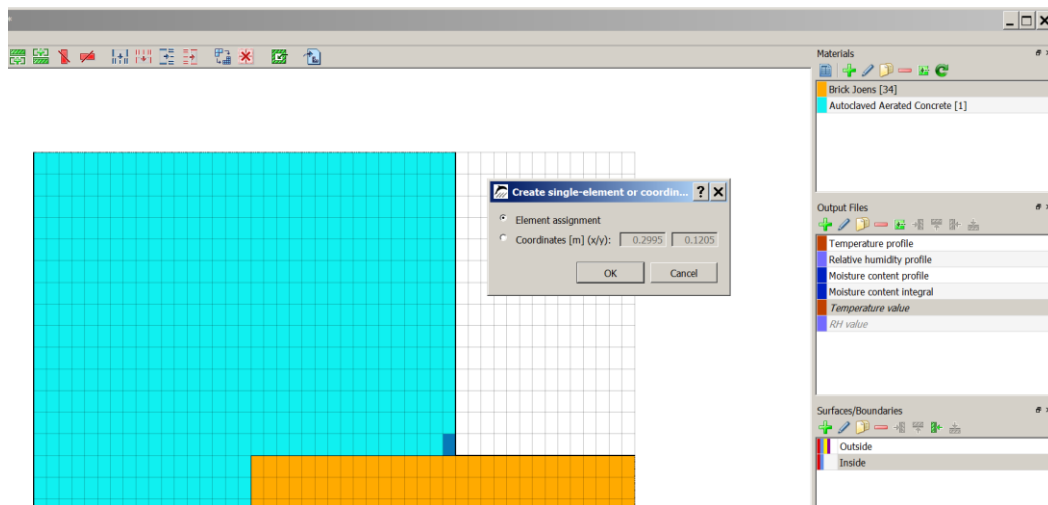 Materials
Brick Joens [34]
Autoclaved Aerated Concrete [1]
Create single-element or coordin...
Element assignment
Coordinates [m] (x/y): 0.2995 0.1205
OK Cancel
Output Files
Temperature profile
Relative humidity profile
Moisture content profile
Moisture content integral
Temperature value
RH value
Surfaces/Boundaries
Outside
Inside